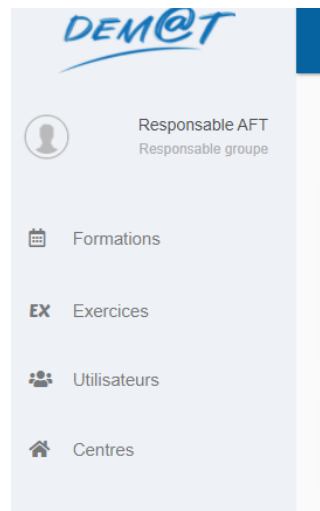 DEM@T
Responsable AFT
Responsable groupe
Formations
EX Exercices
Utilisateurs
Centres